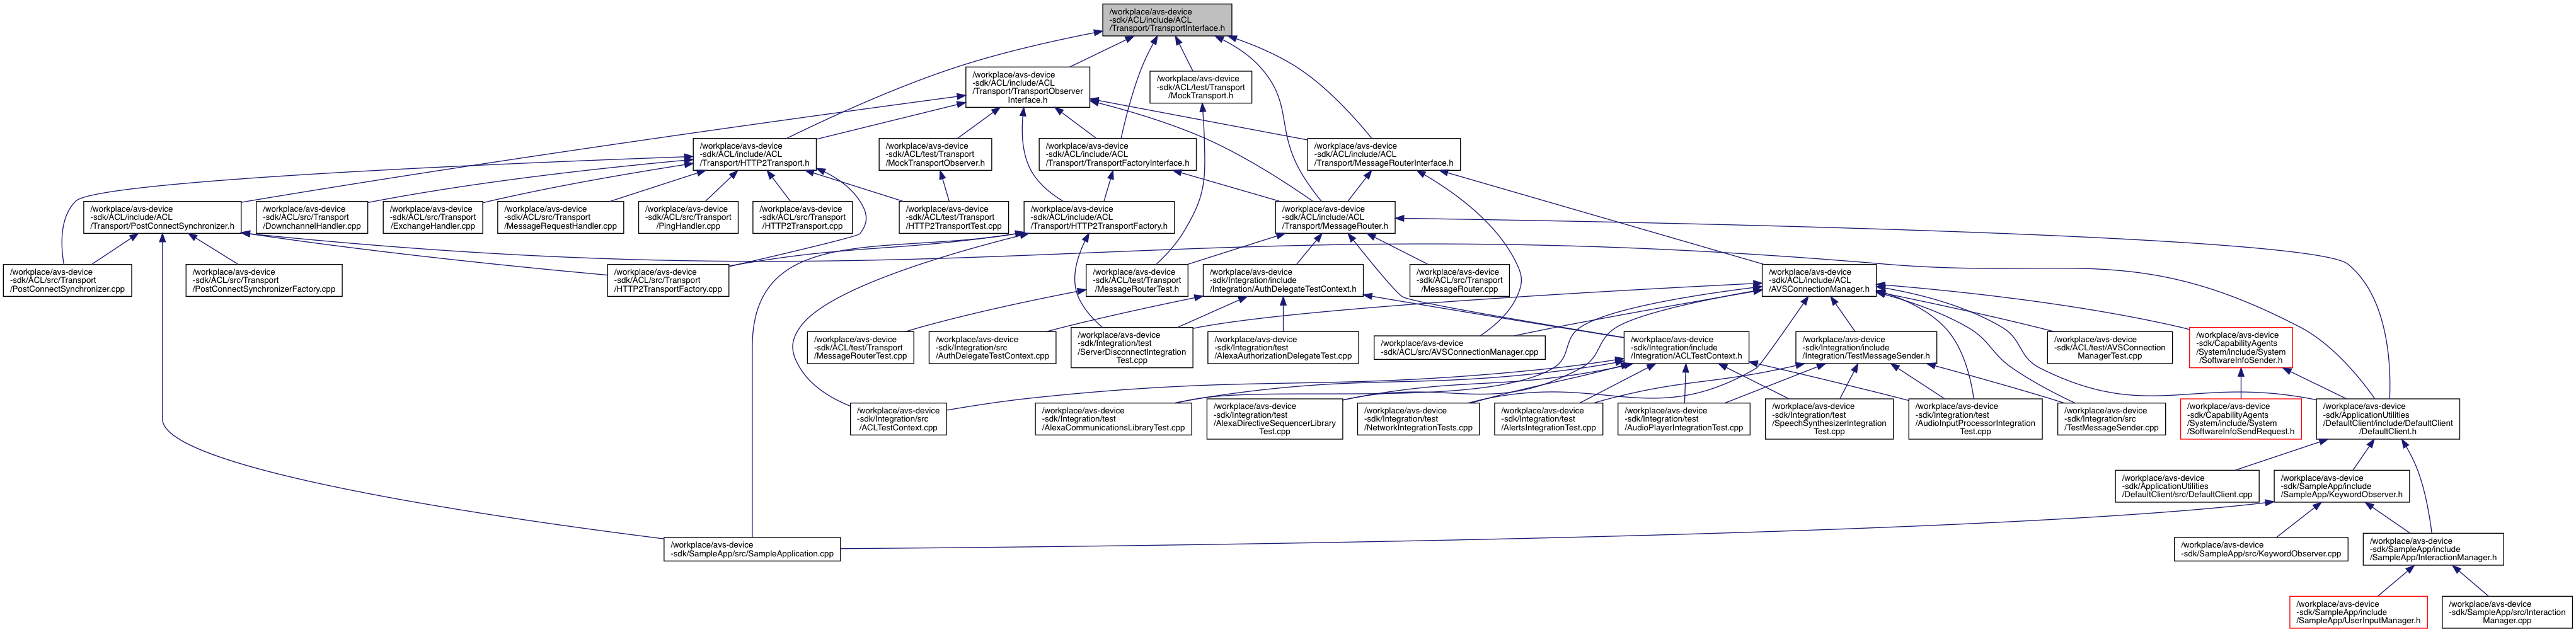 /workplace/avs-device
-sdk/ACL/include/ACL
/Transport/TransportInterface.h
/workplace/avs-device
-sdk/ACL/include/ACL
/Transport/TransportObserver
Interface.h
/workplace/avs-device
-sdk/ACL/test/Transport
/MockTransport.h
/workplace/avs-device
-sdk/ACL/include/ACL
/Transport/HTTP2Transport.h
/workplace/avs-device
-sdk/ACL/test/Transport
/MockTransportObserver.h
/workplace/avs-device
-sdk/ACL/include/ACL
/Transport/TransportFactoryInterface.h
/workplace/avs-device
-sdk/ACL/include/ACL
/Transport/MessageRouterInterface.h
/workplace/avs-device
-sdk/ACL/include/ACL
/Transport/PostConnectSynchronizer.h
/workplace/avs-device
-sdk/ACL/src/Transport
/DownchannelHandler.cpp
/workplace/avs-device
-sdk/ACL/src/Transport
/ExchangeHandler.cpp
/workplace/avs-device
-sdk/ACL/src/Transport
/MessageRequestHandler.cpp
/workplace/avs-device
-sdk/ACL/src/Transport
/PingHandler.cpp
/workplace/avs-device
-sdk/ACL/src/Transport
/HTTP2Transport.cpp
/workplace/avs-device
-sdk/ACL/test/Transport
/HTTP2TransportTest.cpp
/workplace/avs-device
-sdk/ACL/include/ACL
/Transport/HTTP2TransportFactory.h
/workplace/avs-device
-sdk/ACL/include/ACL
/Transport/MessageRouter.h
/workplace/avs-device
-sdk/ACL/src/Transport
/PostConnectSynchronizer.cpp
/workplace/avs-device
-sdk/ACL/src/Transport
/PostConnectSynchronizerFactory.cpp
/workplace/avs-device
-sdk/ACL/src/Transport
/HTTP2TransportFactory.cpp
/workplace/avs-device
-sdk/ACL/test/Transport
/MessageRouterTest.h
/workplace/avs-device
-sdk/Integration/include
/Integration/AuthDelegateTestContext.h
/workplace/avs-device
-sdk/ACL/src/Transport
/MessageRouter.cpp
/workplace/avs-device
-sdk/ACL/include/ACL
/AVSConnectionManager.h
/workplace/avs-device
-sdk/ACL/test/Transport
/MessageRouterTest.cpp
/workplace/avs-device
-sdk/Integration/src
/AuthDelegateTestContext.cpp
/workplace/avs-device
-sdk/Integration/test
/ServerDisconnectIntegration
Test.cpp
/workplace/avs-device
-sdk/Integration/test
/AlexaAuthorizationDelegateTest.cpp
/workplace/avs-device
-sdk/ACL/src/AVSConnectionManager.cpp
/workplace/avs-device
-sdk/Integration/include
/Integration/ACLTestContext.h
/workplace/avs-device
-sdk/Integration/include
/Integration/TestMessageSender.h
/workplace/avs-device
-sdk/ACL/test/AVSConnection
ManagerTest.cpp
/workplace/avs-device
-sdk/CapabilityAgents
/System/include/System
/SoftwareInfoSender.h
/workplace/avs-device
-sdk/Integration/src
/ACLTestContext.cpp
/workplace/avs-device
-sdk/Integration/test
/AlexaCommunicationsLibraryTest.cpp
/workplace/avs-device
-sdk/Integration/test
/AlexaDirectiveSequencerLibrary
Test.cpp
/workplace/avs-device
-sdk/Integration/test
/NetworkIntegrationTests.cpp
/workplace/avs-device
-sdk/Integration/test
/AlertsIntegrationTest.cpp
/workplace/avs-device
-sdk/Integration/test
/AudioPlayerIntegrationTest.cpp
/workplace/avs-device
-sdk/Integration/test
/SpeechSynthesizerIntegration
Test.cpp
/workplace/avs-device
-sdk/Integration/test
/AudioInputProcessorIntegration
Test.cpp
/workplace/avs-device
-sdk/Integration/src
/TestMessageSender.cpp
/workplace/avs-device
-sdk/CapabilityAgents
/System/include/System
/SoftwareInfoSendRequest.h
/workplace/avs-device
-sdk/ApplicationUtilities
/DefaultClient/include/DefaultClient
/DefaultClient.h
/workplace/avs-device
-sdk/ApplicationUtilities
/DefaultClient/src/DefaultClient.cpp
/workplace/avs-device
-sdk/SampleApp/include
/SampleApp/KeywordObserver.h
/workplace/avs-device
-sdk/SampleApp/src/SampleApplication.cpp
/workplace/avs-device
-sdk/SampleApp/src/KeywordObserver.cpp
/workplace/avs-device
-sdk/SampleApp/include
/SampleApp/InteractionManager.h
/workplace/avs-device
-sdk/SampleApp/include
/SampleApp/UserInputManager.h
/workplace/avs-device
-sdk/SampleApp/src/Interaction
Manager.cpp